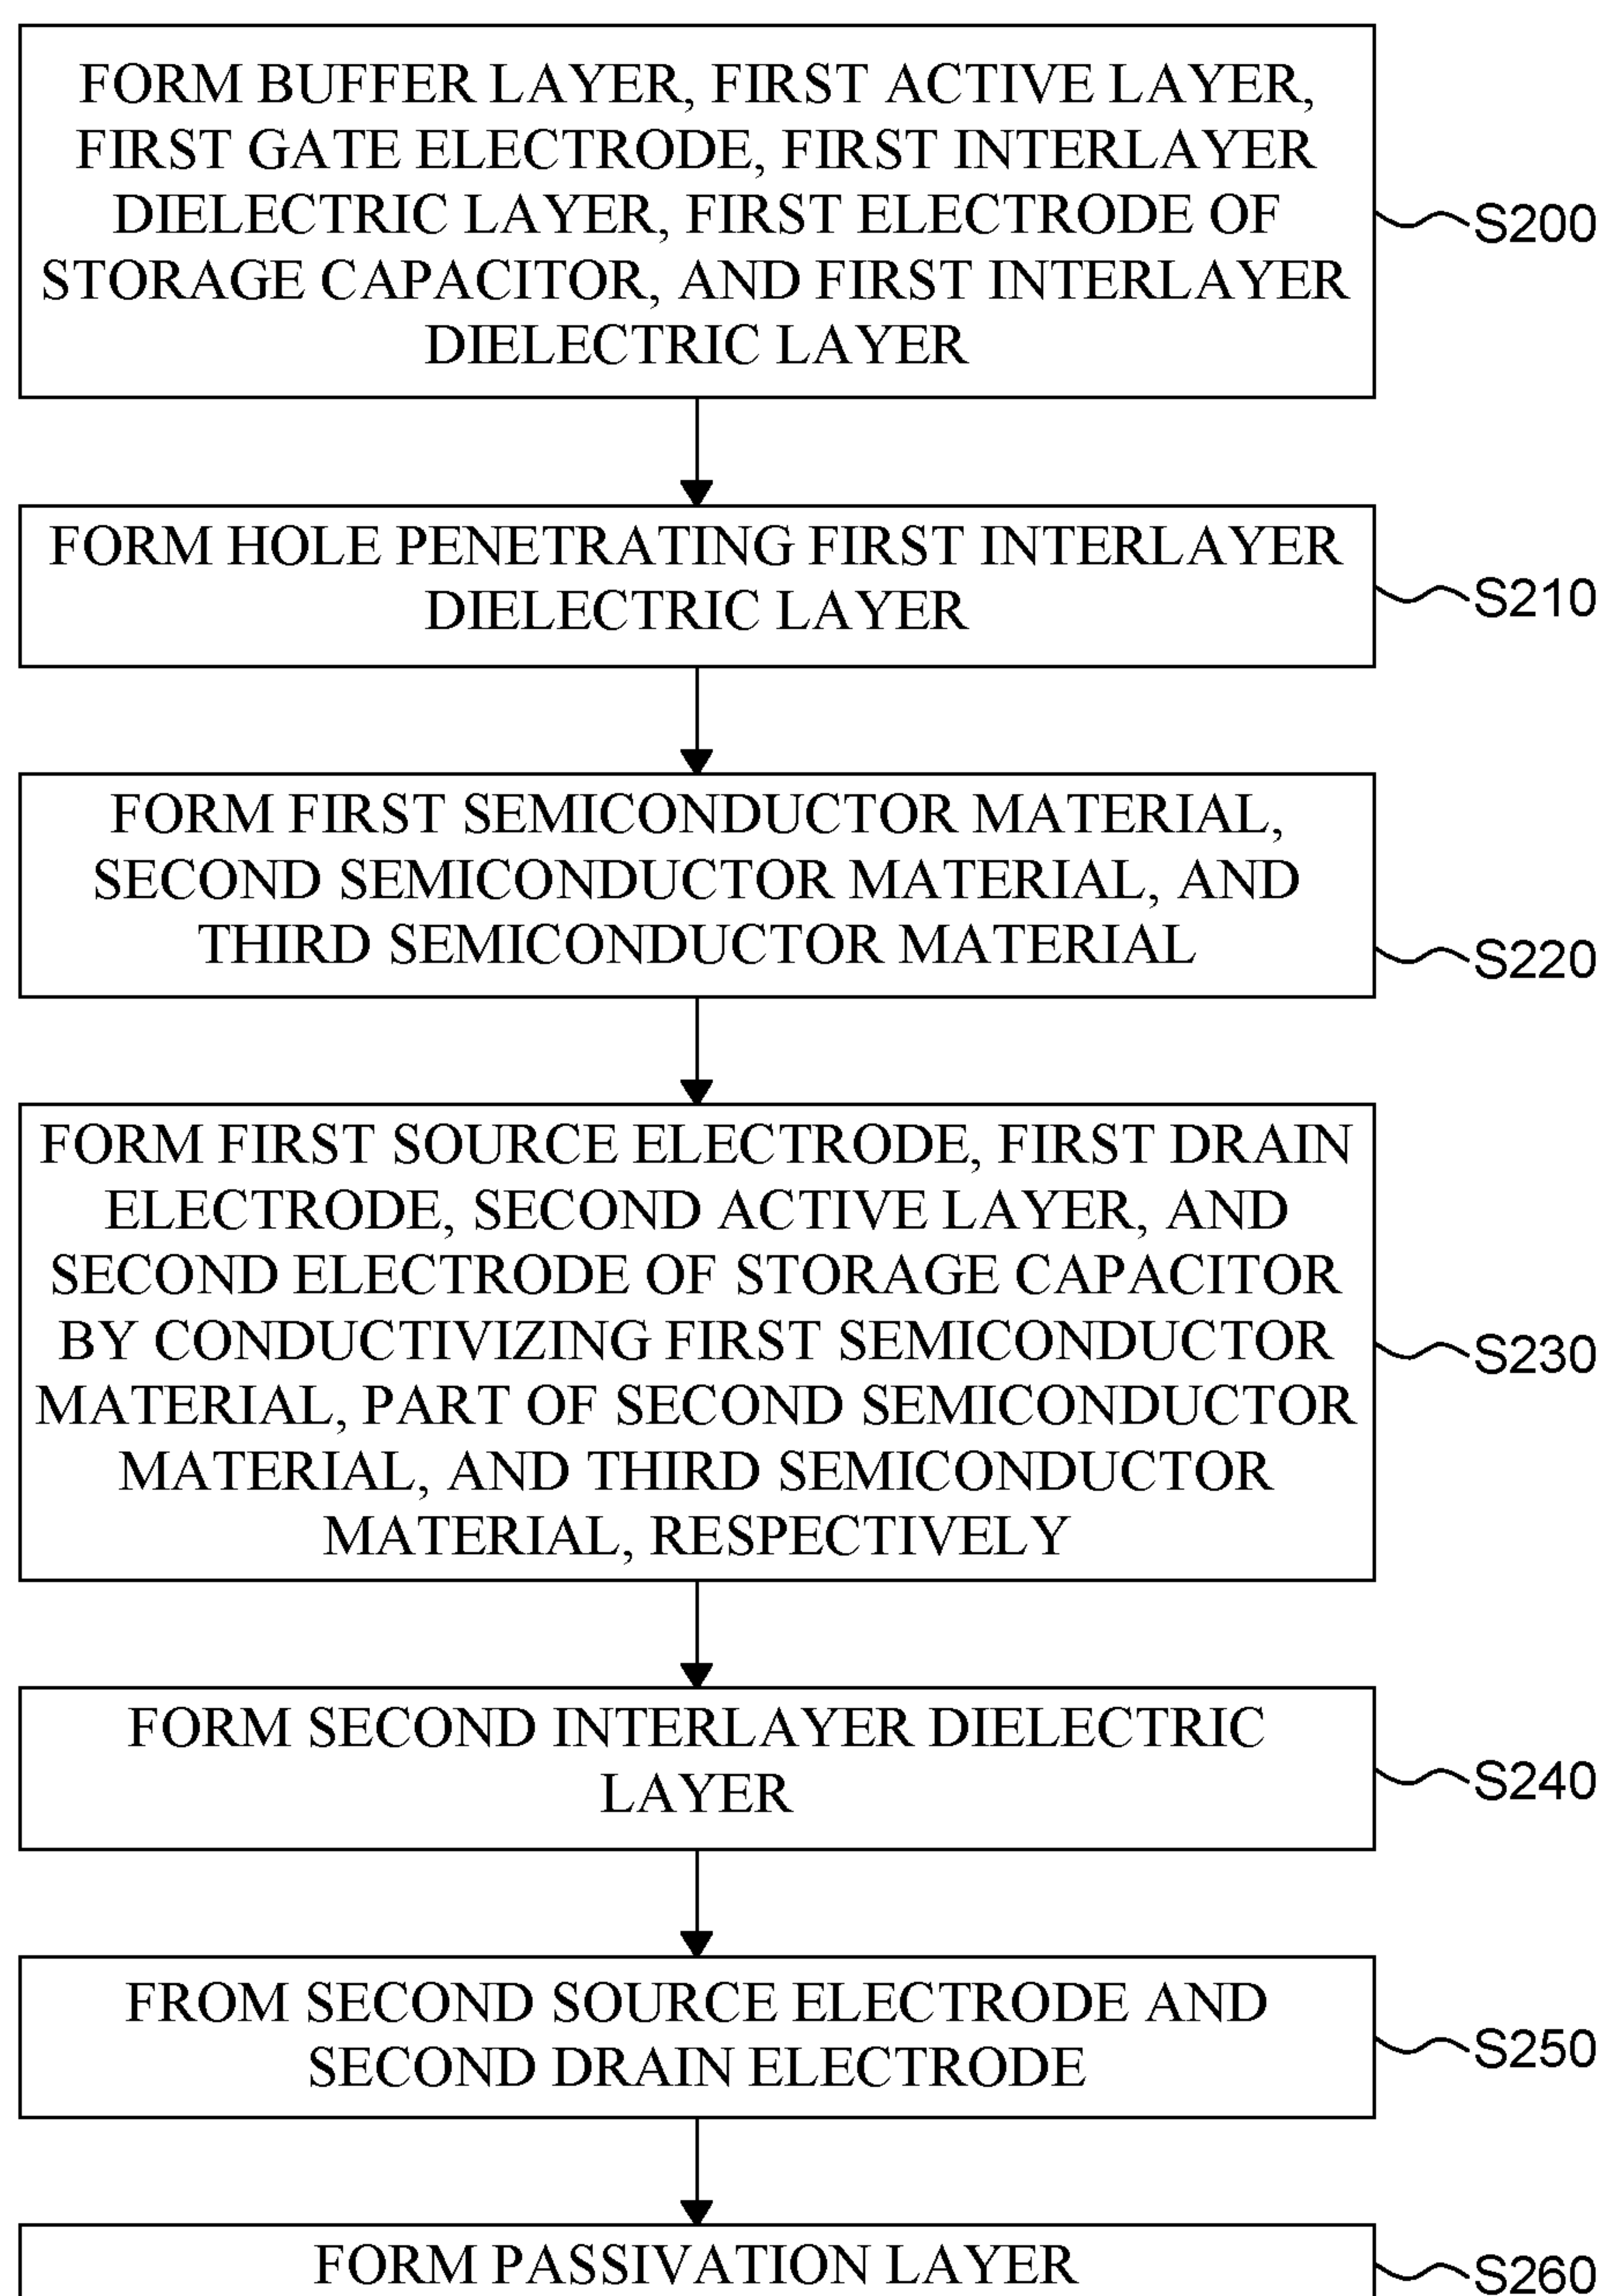 FORM BUFFER LAYER, FIRST ACTIVE LAYER,
FIRST GATE ELECTRODE, FIRST INTERLAYER
DIELECTRIC LAYER, FIRST ELECTRODE OF
STORAGE CAPACITOR, AND FIRST INTERLAYER
DIELECTRIC LAYER
S200
FORM HOLE PENETRATING FIRST INTERLAYER
DIELECTRIC LAYER
S210
FORM FIRST SEMICONDUCTOR MATERIAL,
SECOND SEMICONDUCTOR MATERIAL, AND
THIRD SEMICONDUCTOR MATERIAL
S220
FORM FIRST SOURCE ELECTRODE, FIRST DRAIN
ELECTRODE, SECOND ACTIVE LAYER, AND
SECOND ELECTRODE OF STORAGE CAPACITOR
BY CONDUCTIVIZING FIRST SEMICONDUCTOR
MATERIAL, PART OF SECOND SEMICONDUCTOR
MATERIAL, AND THIRD SEMICONDUCTOR
MATERIAL, RESPECTIVELY
S230
FORM SECOND INTERLAYER DIELECTRIC
LAYER
S240
FROM SECOND SOURCE ELECTRODE AND
SECOND DRAIN ELECTRODE
S250
FORM PASSIVATION LAYER
S260